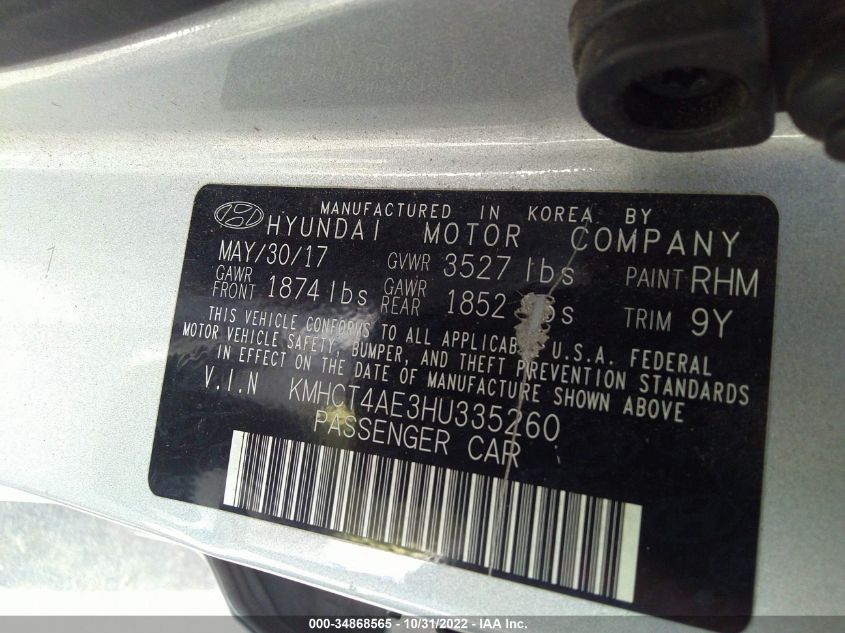 MANUFACTURED IN KOREA BY
HYUNDAI MOTOR COMPANY
MAY/30/17 GVWR 3527 lbs PAINT RHM
GAWR FRONT 1874 lbs GAWR REAR 1852 lbs TRIM 9Y
THIS VEHICLE CONFORMS TO ALL APPLICABLE U.S.A. FEDERAL
MOTOR VEHICLE SAFETY, BUMPER, AND THEFT PREVENTION STANDARDS
IN EFFECT ON THE DATE OF MANUFACTURE SHOWN ABOVE.
V.I.N KMHCT4AE3HU335260
PASSENGER CAR
000-34868565 - 10/31/2022 - IAA Inc.